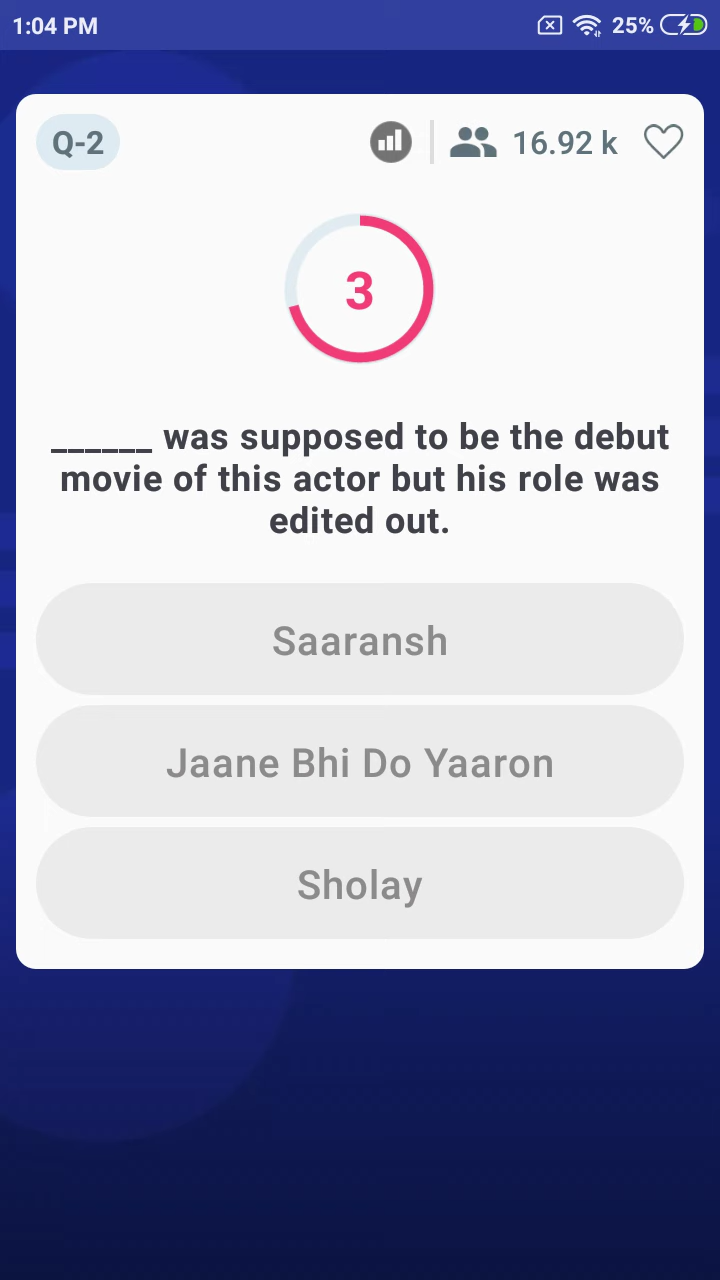 1:04 PM
25%
Q-2
16.92 k
3
______ was supposed to be the debut
movie of this actor but his role was
edited out.
Saaransh
Jaane Bhi Do Yaaron
Sholay